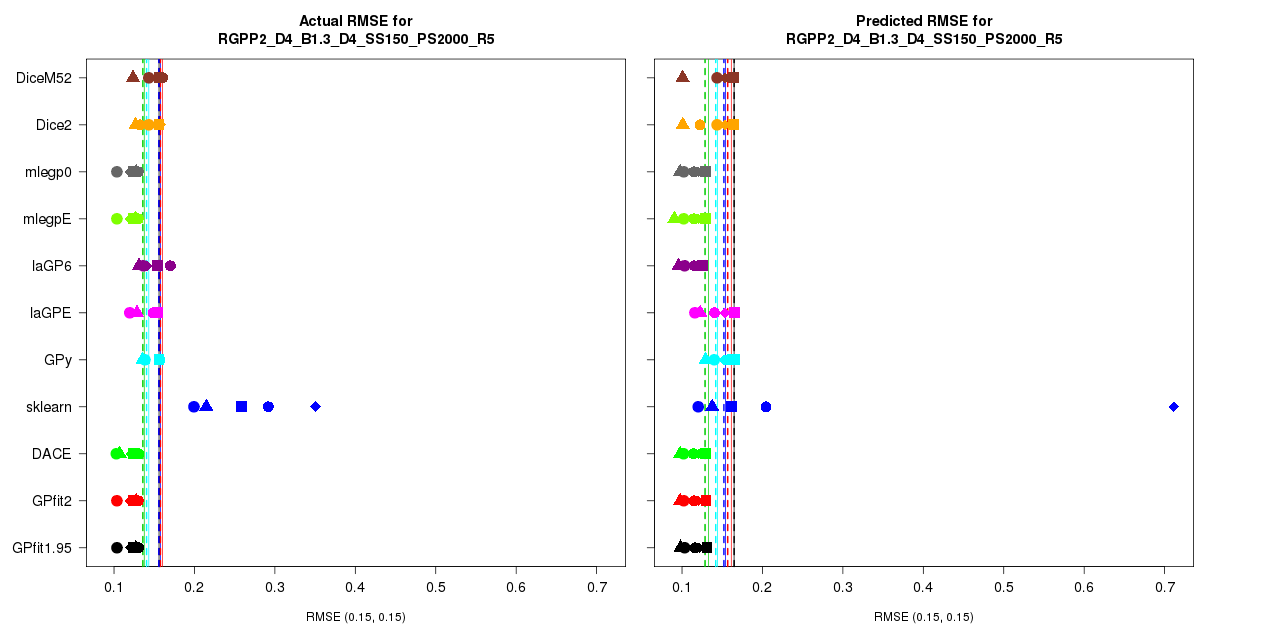 Actual RMSE for
RGPP2_D4_B1.3_D4_SS150_PS2000_R5
DiceM52
Dice2
mlegp0
mlegpE
laGP6
laGPE
GPy
sklearn
DACE
GPfit2
GPfit1.95
0.1 0.2 0.3 0.4 0.5 0.6 0.7
RMSE (0.15, 0.15)
Predicted RMSE for
RGPP2_D4_B1.3_D4_SS150_PS2000_R5
0.1 0.2 0.3 0.4 0.5 0.6 0.7
RMSE (0.15, 0.15)